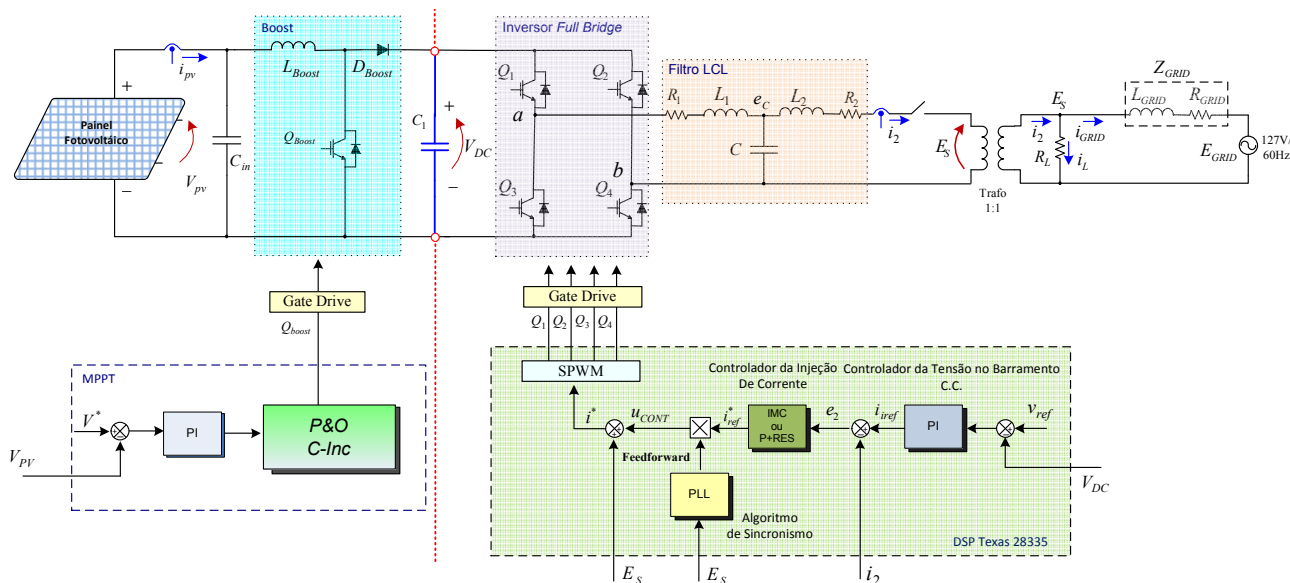 Boost
Inversor Full Bridge
Filtro LCL
Z_GRID
i_pv
L_Boost
D_Boost
Q_1
Q_2
R_1
L_1
e_C
L_2
R_2
E_S
L_GRID
R_GRID
+
Painel
Fotovoltáico
−
V_pv
C_in
Q_Boost
C_1
+
V_DC
−
a
b
C
i_2
E_S
i_2
i_GRID
R_L
i_L
E_GRID
127V/
60Hz
Q_3
Q_4
Trafo
1:1
Gate Drive
Q_boost
Gate Drive
Q_1 Q_2 Q_3 Q_4
MPPT
V^*
PI
P&O
C-Inc
V_PV
SPWM
Controlador da Injeção
De Corrente
Controlador da Tensão no Barramento
C.C.
i^*
u_CONT
i^*_ref
IMC
ou
P+RES
e_2
i_iref
PI
v_ref
Feedforward
PLL
Algoritmo
de Sincronismo
V_DC
DSP Texas 28335
E_S
E_S
i_2